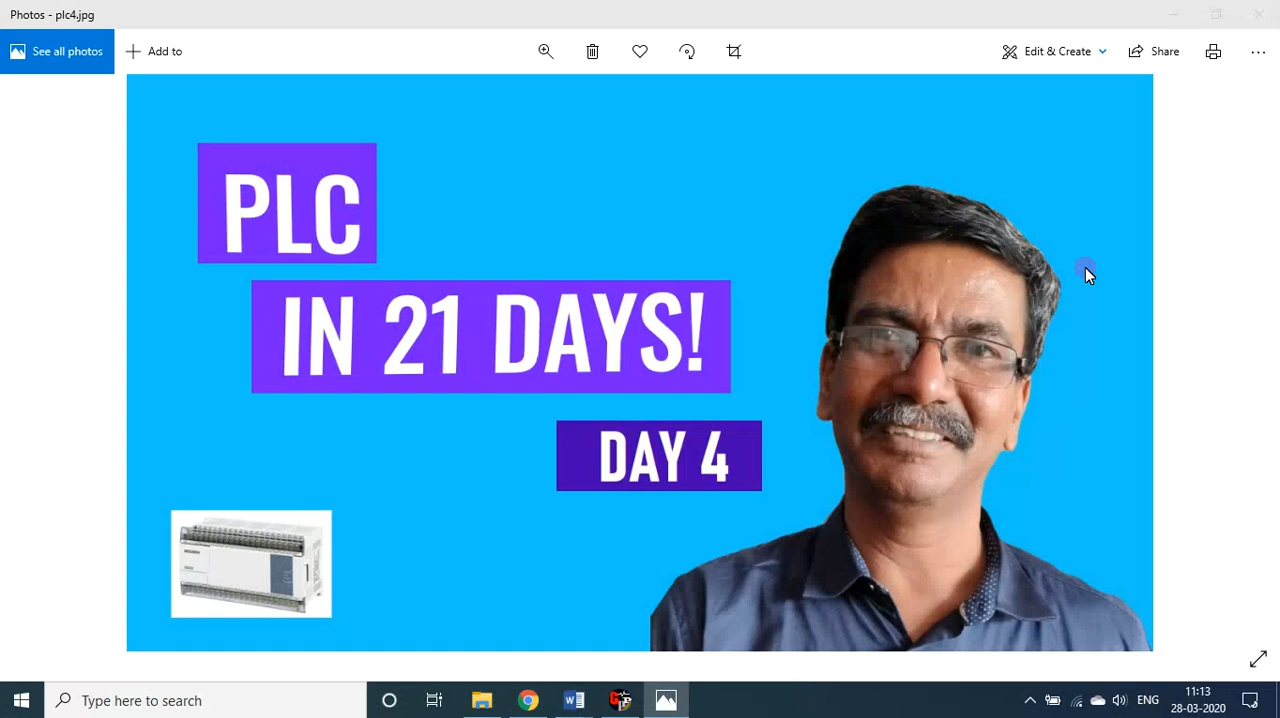 Photos - plc4.jpg
See all photos
Add to
Edit & Create
Share
PLC
IN 21 DAYS!
DAY 4
Type here to search
ENG
11:13
28-03-2020